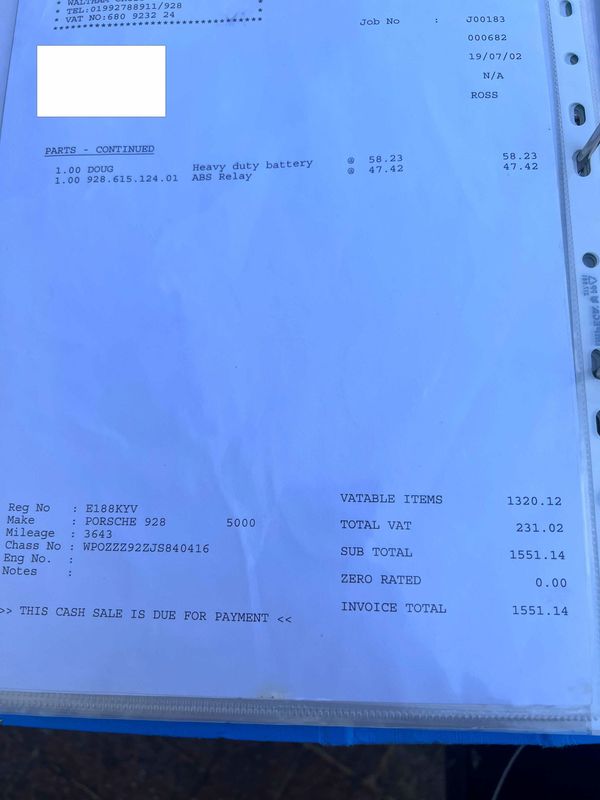 * TEL:01992788911/928 *
* VAT NO:680 9232 24 *
**********************************
Job No : J00183
000682
19/07/02
N/A
ROSS
PARTS - CONTINUED
1.00 DOUG Heavy duty battery @ 58.23 58.23
1.00 928.615.124.01 ABS Relay @ 47.42 47.42
Reg No : E188KYV
Make : PORSCHE 928 5000
Mileage : 3643
Chass No : WPOZZZ92ZJS840416
Eng No. :
Notes :
VATABLE ITEMS 1320.12
TOTAL VAT 231.02
SUB TOTAL 1551.14
ZERO RATED 0.00
INVOICE TOTAL 1551.14
>> THIS CASH SALE IS DUE FOR PAYMENT <<